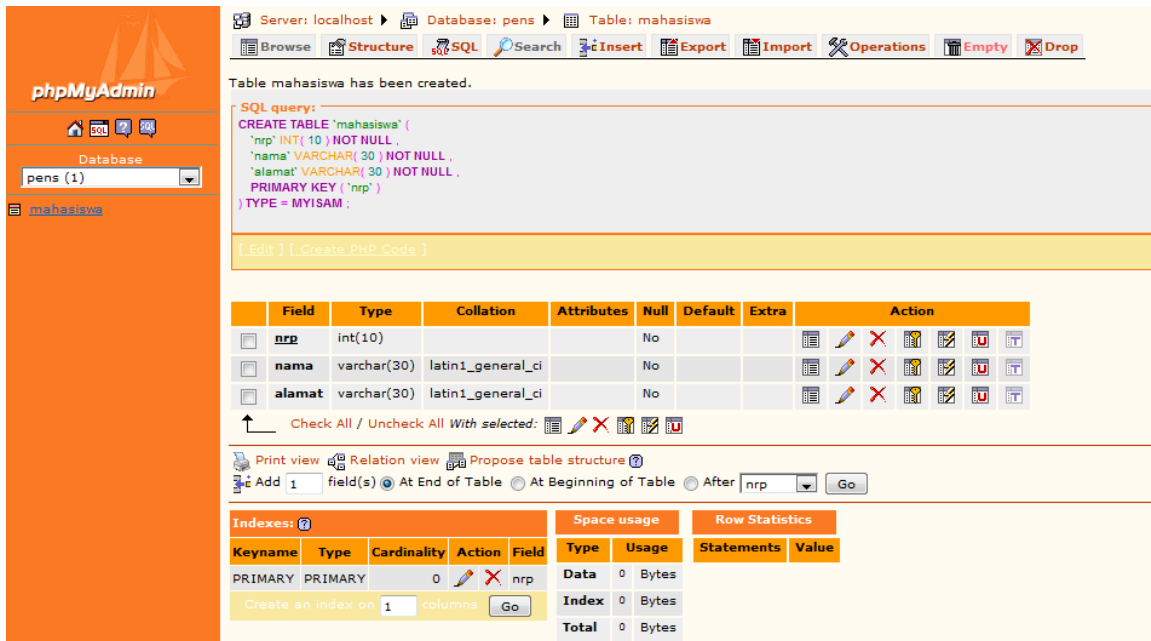 Server: localhost Database: pens Table: mahasiswa
Browse Structure SQL Search Insert Export Import Operations Empty Drop
phpMyAdmin
SQL SQL
Database
pens (1)
mahasiswa
Table mahasiswa has been created.
SQL query:
CREATE TABLE `mahasiswa` (
`nrp` INT( 10 ) NOT NULL ,
`nama` VARCHAR( 30 ) NOT NULL ,
`alamat` VARCHAR( 30 ) NOT NULL ,
PRIMARY KEY ( `nrp` )
) TYPE = MYISAM ;
[ Edit ] [ Create PHP Code ]
Field Type Collation Attributes Null Default Extra Action
nrp int(10) No
nama varchar(30) latin1_general_ci No
alamat varchar(30) latin1_general_ci No
Check All / Uncheck All With selected:
Print view Relation view Propose table structure
Add 1 field(s) At End of Table At Beginning of Table After nrp Go
Indexes:
Keyname Type Cardinality Action Field
PRIMARY PRIMARY 0 nrp
Create an index on 1 columns Go
Space usage
Type Usage
Data 0 Bytes
Index 0 Bytes
Total 0 Bytes
Row Statistics
Statements Value